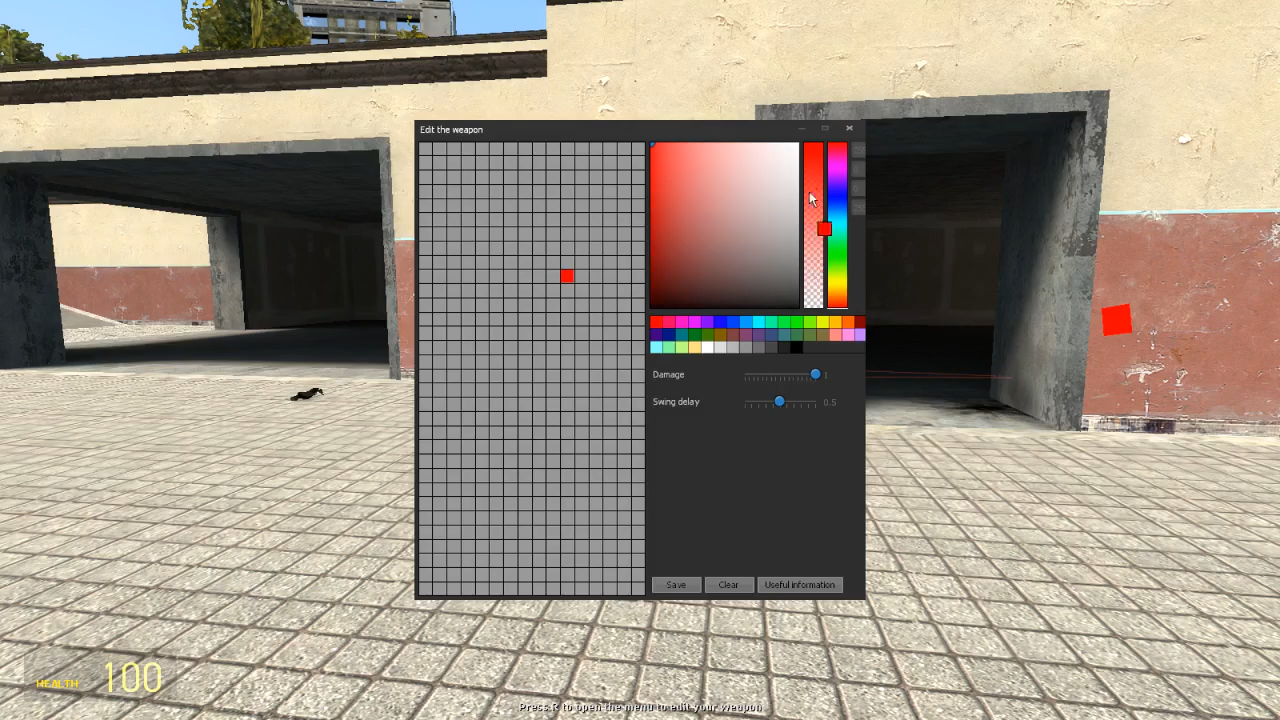 Edit the weapon
Damage 1
Swing delay 0.5
Save Clear Useful information
HEALTH 100
Press R to open the menu to edit your weapon